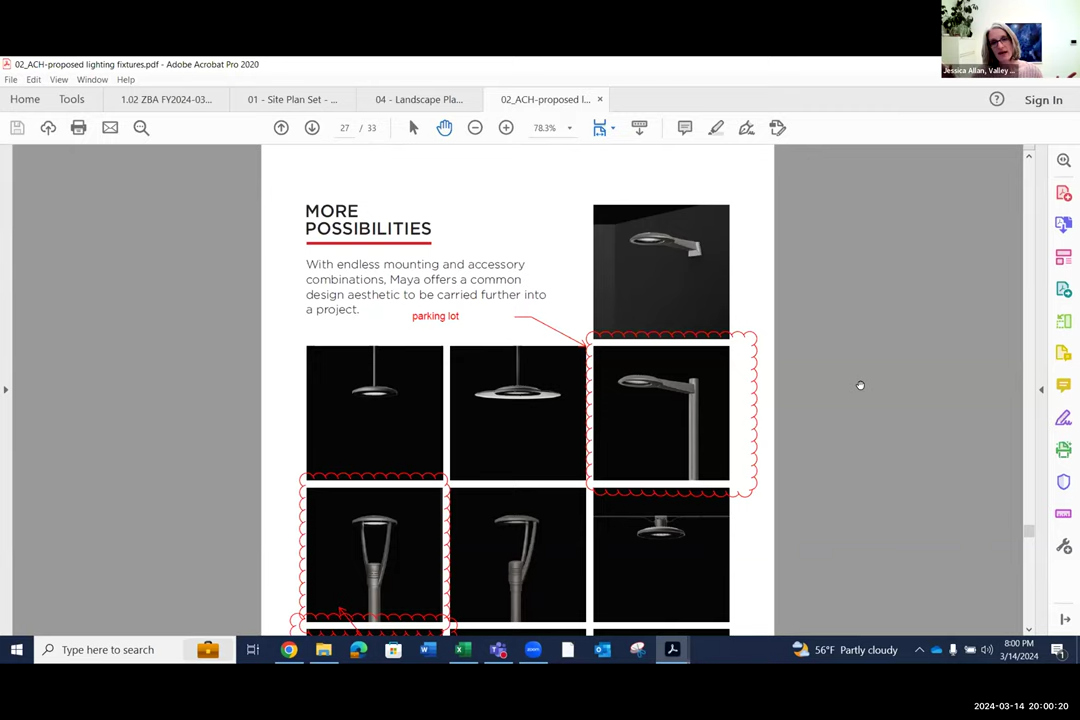 Jessica Allan, Valley ...
02_ACH-proposed lighting fixtures.pdf - Adobe Acrobat Pro 2020
File Edit View Window Help
Home Tools 1.02 ZBA FY2024-03... 01 - Site Plan Set - ... 04 - Landscape Pla... 02_ACH-proposed l... × Sign In
27 / 33 78.3%
MORE
POSSIBILITIES
With endless mounting and accessory
combinations, Maya offers a common
design aesthetic to be carried further into
a project.
parking lot
Type here to search
56°F Partly cloudy
8:00 PM
3/14/2024
2024-03-14 20:00:20